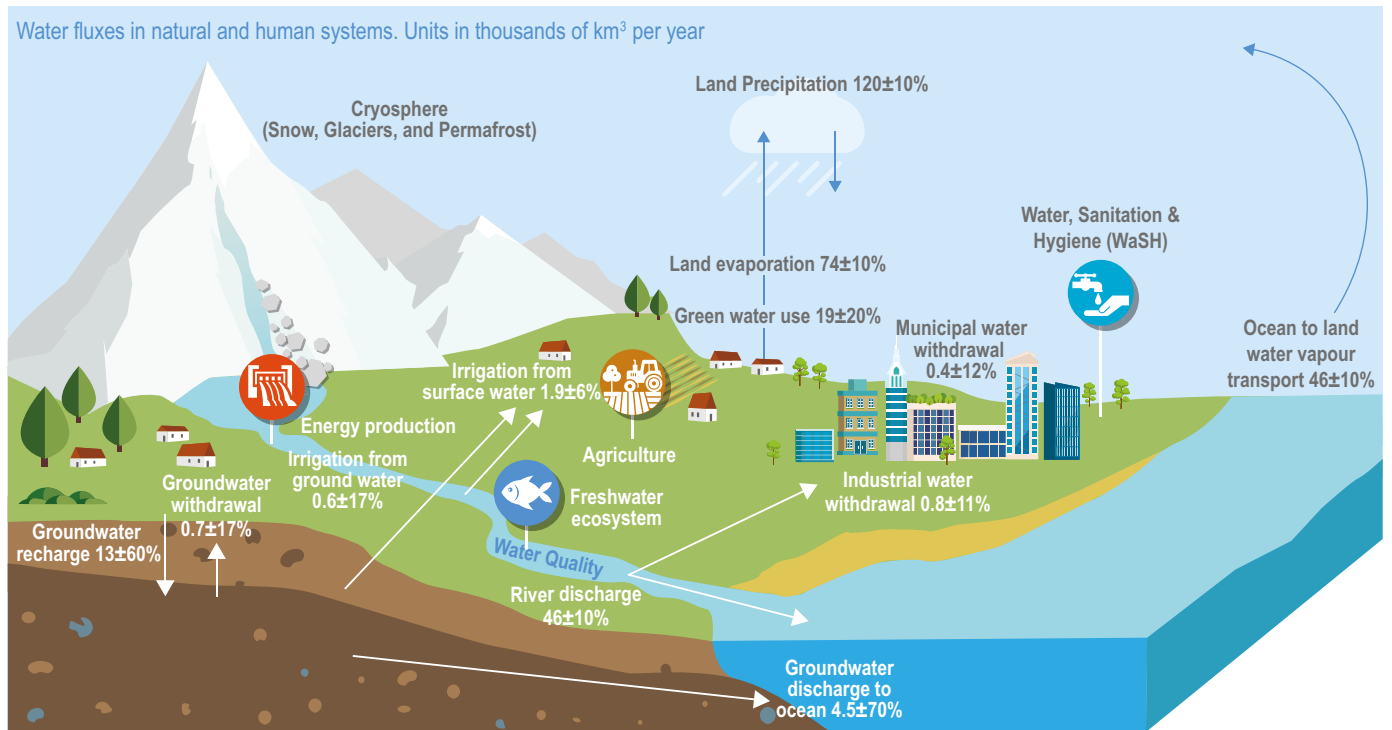 Water fluxes in natural and human systems. Units in thousands of km³ per year
Land Precipitation 120±10%
Cryosphere
(Snow, Glaciers, and Permafrost)
Water, Sanitation &
Hygiene (WaSH)
Land evaporation 74±10%
Green water use 19±20%
Municipal water
withdrawal
0.4±12%
Ocean to land
water vapour
transport 46±10%
Irrigation from
surface water 1.9±6%
Energy production
Agriculture
Irrigation from
ground water
0.6±17%
Groundwater
withdrawal
0.7±17%
Industrial water
withdrawal 0.8±11%
Freshwater
ecosystem
Groundwater
recharge 13±60%
Water Quality
River discharge
46±10%
Groundwater
discharge to
ocean 4.5±70%